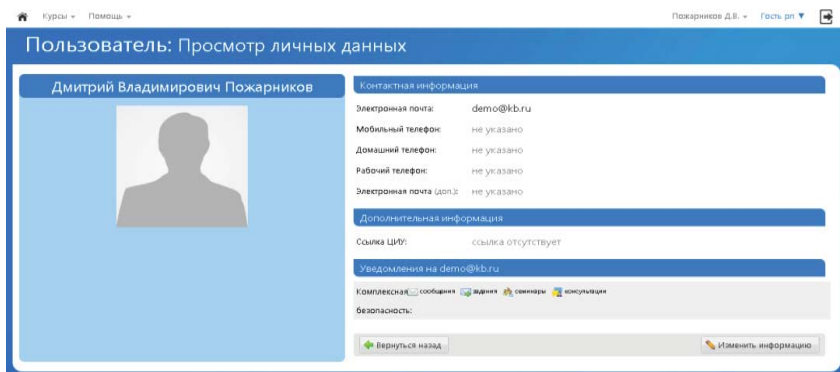 Курсы Помощь Пожарников Д.В. Гость рп
Пользователь: Просмотр личных данных
Дмитрий Владимирович Пожарников
Контактная информация
Электронная почта: demo@kb.ru
Мобильный телефон: не указано
Домашний телефон: не указано
Рабочий телефон: не указано
Электронная почта (доп.): не указано
Дополнительная информация
Ссылка ЦИУ: ссылка отсутствует
Уведомления на demo@kb.ru
Комплексная сообщения задания семинары консультации
безопасность:
Вернуться назад Изменить информацию